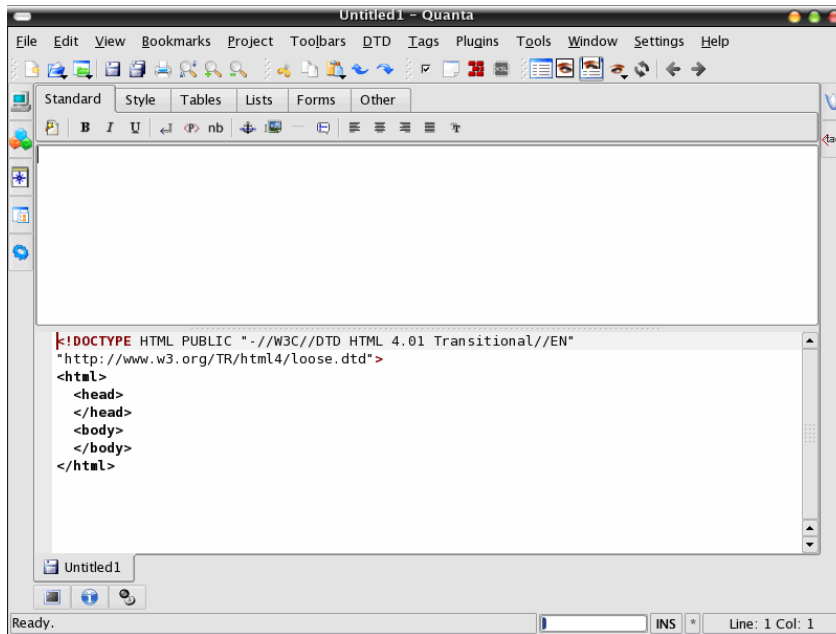 Untitled1 – Quanta
File Edit View Bookmarks Project Toolbars DTD Tags Plugins Tools Window Settings Help
Standard Style Tables Lists Forms Other
B I U <P> nb
<ta
<!DOCTYPE HTML PUBLIC "-//W3C//DTD HTML 4.01 Transitional//EN"
"http://www.w3.org/TR/html4/loose.dtd">
<html>
<head>
</head>
<body>
</body>
</html>
Untitled1
Ready. INS * Line: 1 Col: 1